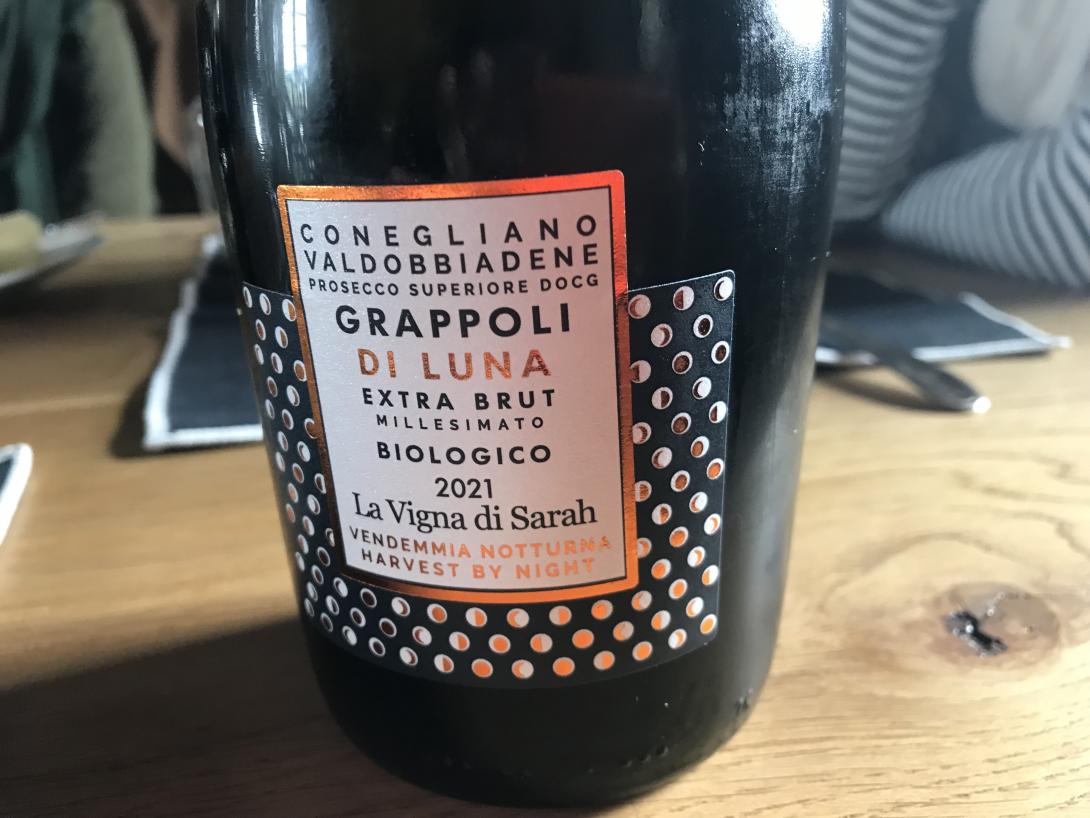 CONEGLIANO
VALDOBBIADENE
PROSECCO SUPERIORE DOCG
GRAPPOLI
DI LUNA
EXTRA BRUT
MILLESIMATO
BIOLOGICO
2021
La Vigna di Sarah
VENDEMMIA NOTTURNA
HARVEST BY NIGHT